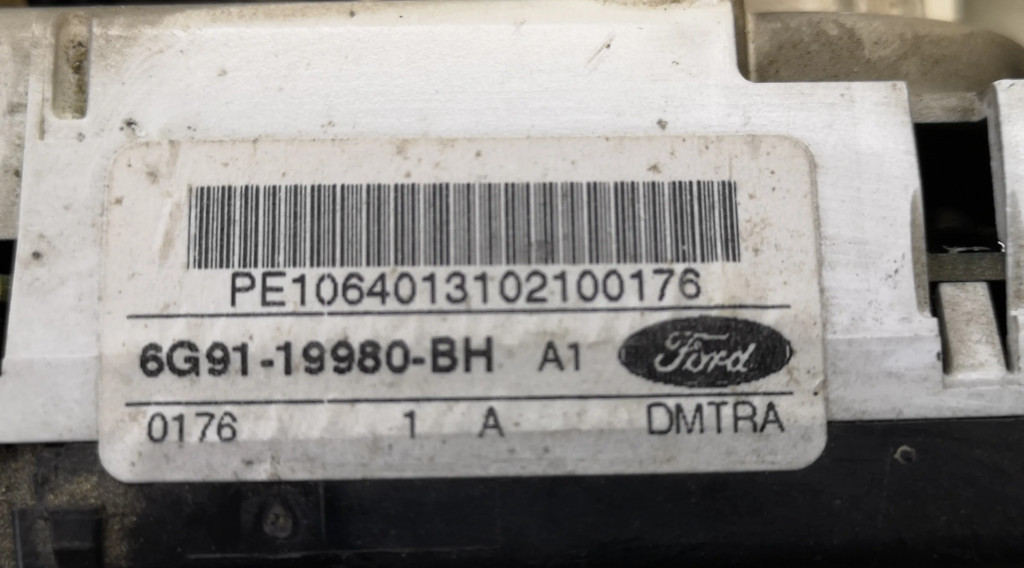 PE1064013102100176
6G91-19980-BH A1 Ford
0176 1 A DMTRA